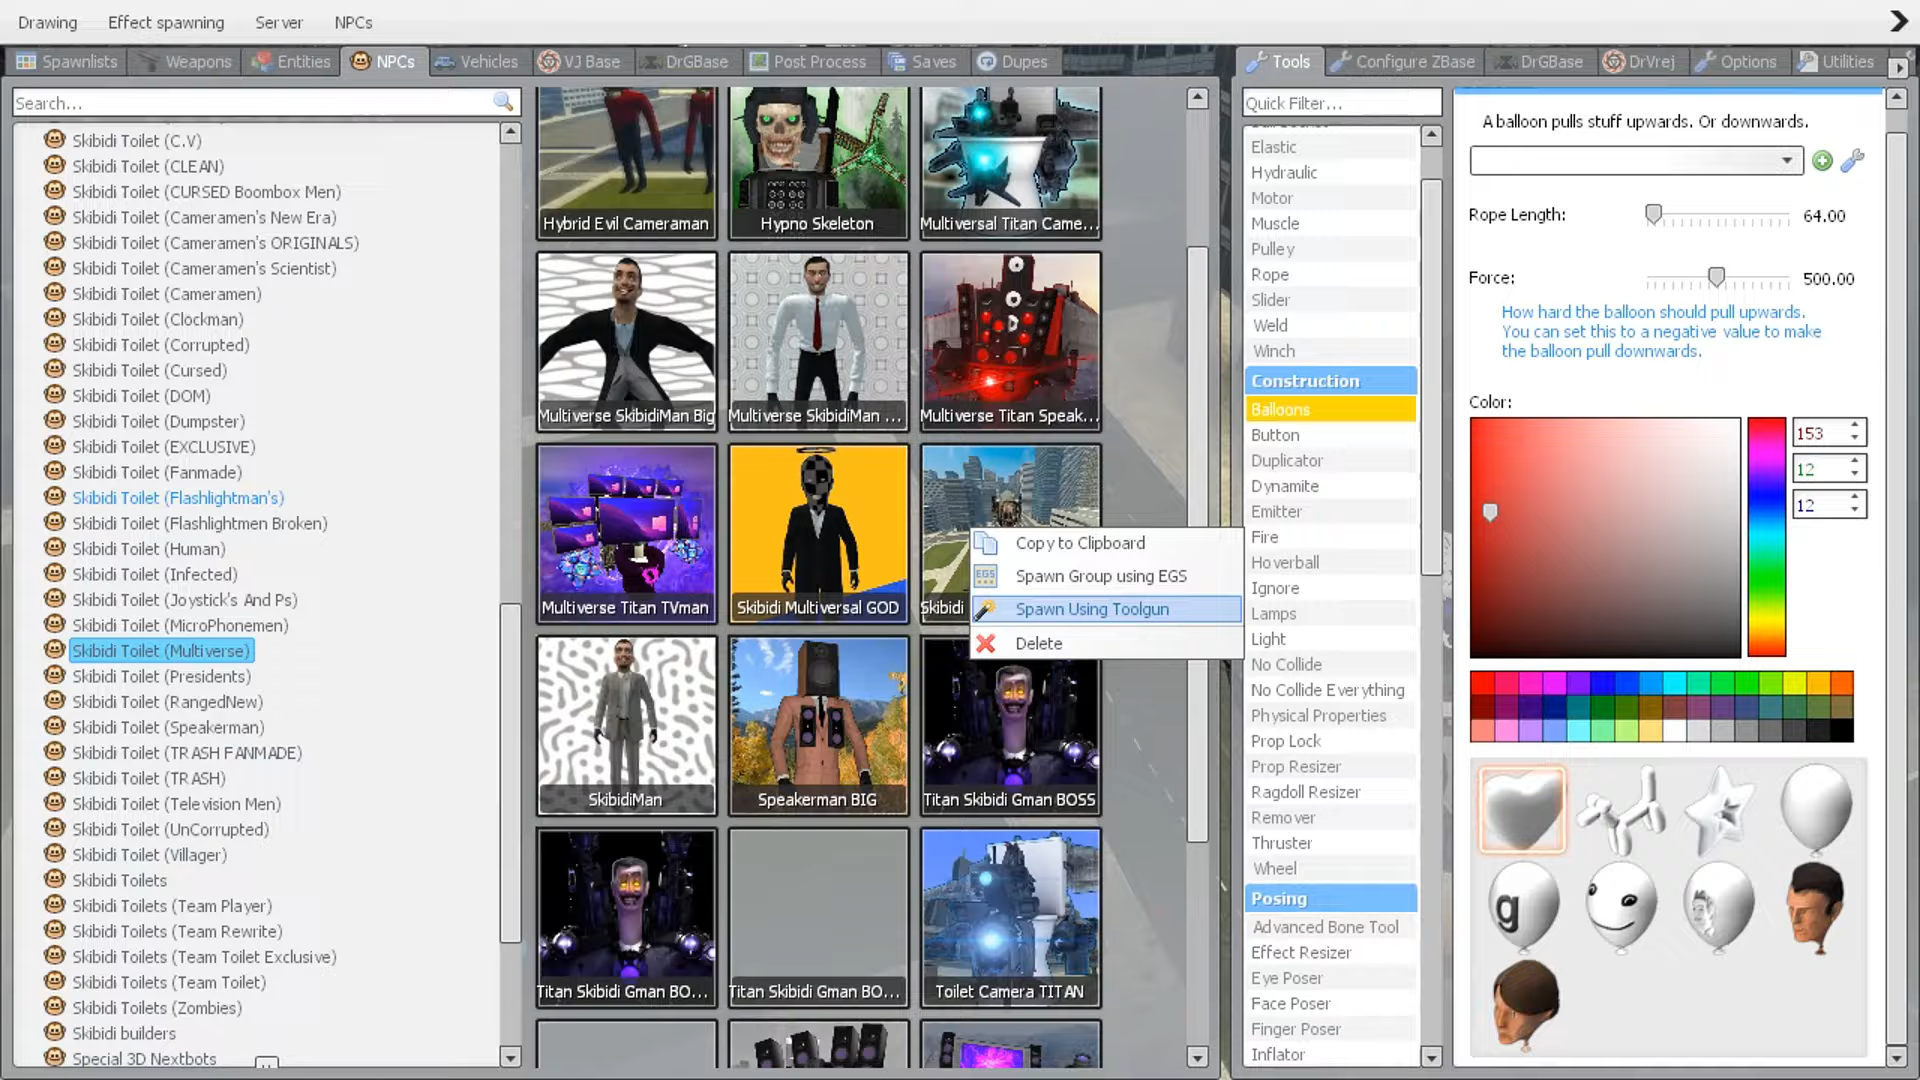 Drawing
Effect spawning
Server
NPCs
Spawnlists
Weapons
Entities
NPCs
Vehicles
VJ Base
DrGBase
Post Process
Saves
Dupes
Tools
Configure ZBase
DrGBase
DrVrej
Options
Utilities
Search...
Skibidi Toilet (C.V)
Skibidi Toilet (CLEAN)
Skibidi Toilet (CURSED Boombox Men)
Skibidi Toilet (Cameramen's New Era)
Skibidi Toilet (Cameramen's ORIGINALS)
Skibidi Toilet (Cameramen's Scientist)
Skibidi Toilet (Cameramen)
Skibidi Toilet (Clockman)
Skibidi Toilet (Corrupted)
Skibidi Toilet (Cursed)
Skibidi Toilet (DOM)
Skibidi Toilet (Dumpster)
Skibidi Toilet (EXCLUSIVE)
Skibidi Toilet (Fanmade)
Skibidi Toilet (Flashlightman's)
Skibidi Toilet (Flashlightmen Broken)
Skibidi Toilet (Human)
Skibidi Toilet (Infected)
Skibidi Toilet (Joystick's And Ps)
Skibidi Toilet (MicroPhonemen)
Skibidi Toilet (Multiverse)
Skibidi Toilet (Presidents)
Skibidi Toilet (RangedNew)
Skibidi Toilet (Speakerman)
Skibidi Toilet (TRASH FANMADE)
Skibidi Toilet (TRASH)
Skibidi Toilet (Television Men)
Skibidi Toilet (UnCorrupted)
Skibidi Toilet (Villager)
Skibidi Toilets
Skibidi Toilets (Team Player)
Skibidi Toilets (Team Rewrite)
Skibidi Toilets (Team Toilet Exclusive)
Skibidi Toilets (Team Toilet)
Skibidi Toilets (Zombies)
Skibidi builders
Special 3D Nextbots
Hybrid Evil Cameraman
Hypno Skeleton
Multiversal Titan Came...
Multiverse SkibidiMan Big
Multiverse SkibidiMan ...
Multiverse Titan Speak...
Multiverse Titan TVman
Skibidi Multiversal GOD
Skibidi
Copy to Clipboard
EGS
Spawn Group using EGS
Spawn Using Toolgun
Delete
SkibidiMan
Speakerman BIG
Titan Skibidi Gman BOSS
Titan Skibidi Gman BO...
Titan Skibidi Gman BO...
Toilet Camera TITAN
Quick Filter...
Elastic
Hydraulic
Motor
Muscle
Pulley
Rope
Slider
Weld
Winch
Construction
Balloons
Button
Duplicator
Dynamite
Emitter
Fire
Hoverball
Ignore
Lamps
Light
No Collide
No Collide Everything
Physical Properties
Prop Lock
Prop Resizer
Ragdoll Resizer
Remover
Thruster
Wheel
Posing
Advanced Bone Tool
Effect Resizer
Eye Poser
Face Poser
Finger Poser
Inflator
A balloon pulls stuff upwards. Or downwards.
Rope Length:
64.00
Force:
500.00
How hard the balloon should pull upwards.
You can set this to a negative value to make
the balloon pull downwards.
Color:
153
12
12
g